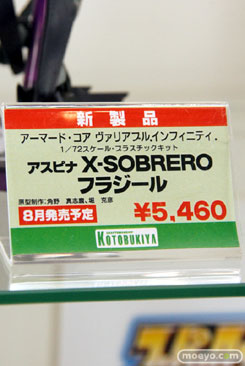 新製品
アーマード・コア ヴァリアブル.インフィニティ.
1/72スケール・プラスチックキット
アスピナ X-SOBRERO
フラジール
原型制作:角野 真志歳、堀 克彦
8月発売予定
¥5,460
KOTOBUKIYA
moeyo.com